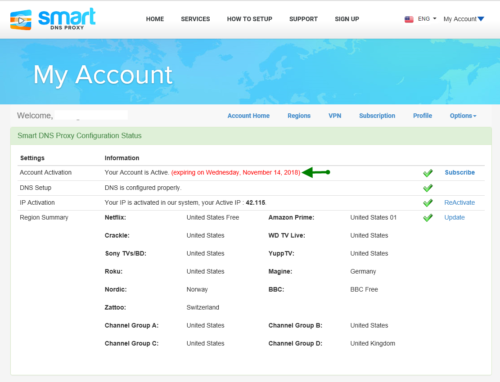 smart
DNS PROXY
HOME SERVICES HOW TO SETUP SUPPORT SIGN UP ENG My Account
My Account
Welcome,
Account Home Regions VPN Subscription Profile Options
Smart DNS Proxy Configuration Status
Settings Information
Account Activation Your Account is Active. (expiring on Wednesday, November 14, 2018) Subscribe
DNS Setup DNS is configured properly.
IP Activation Your IP is activated in our system, your Active IP : 42.115. ReActivate
Region Summary Netflix: United States Free Amazon Prime: United States 01 Update
Crackle: United States WD TV Live: United States
Sony TVs/BD: United States YuppTV: United States
Roku: United States Magine: Germany
Nordic: Norway BBC: BBC Free
Zattoo: Switzerland
Channel Group A: United States Channel Group B: United States
Channel Group C: United States Channel Group D: United Kingdom